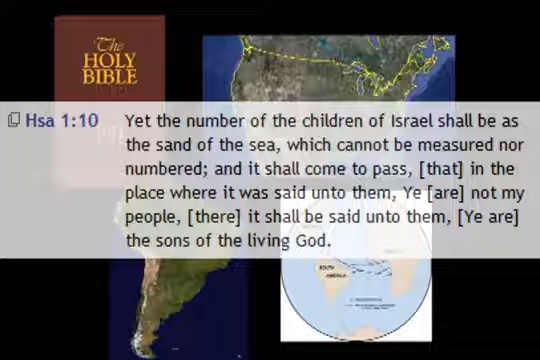 The
HOLY
BIBLE
Hsa 1:10 Yet the number of the children of Israel shall be as
the sand of the sea, which cannot be measured nor
numbered; and it shall come to pass, [that] in the
place where it was said unto them, Ye [are] not my
people, [there] it shall be said unto them, [Ye are]
the sons of the living God.
SOUTH
AMERICA